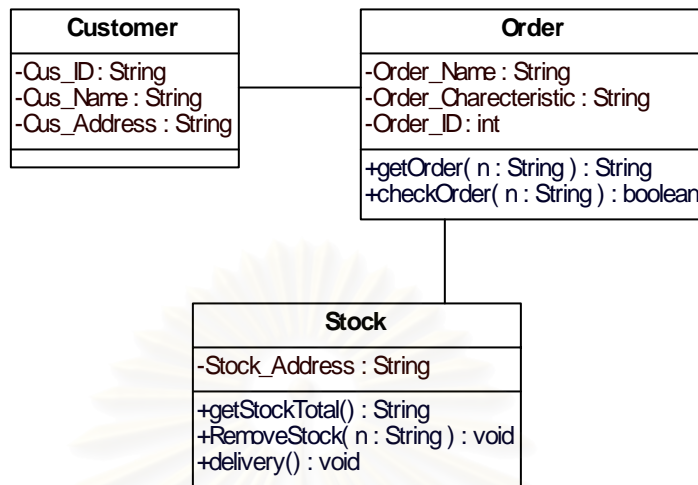 Customer
-Cus_ID : String
-Cus_Name : String
-Cus_Address : String
Order
-Order_Name : String
-Order_Charecteristic : String
-Order_ID : int
+getOrder( n : String ) : String
+checkOrder( n : String ) : boolean
Stock
-Stock_Address : String
+getStockTotal() : String
+RemoveStock( n : String ) : void
+delivery() : void